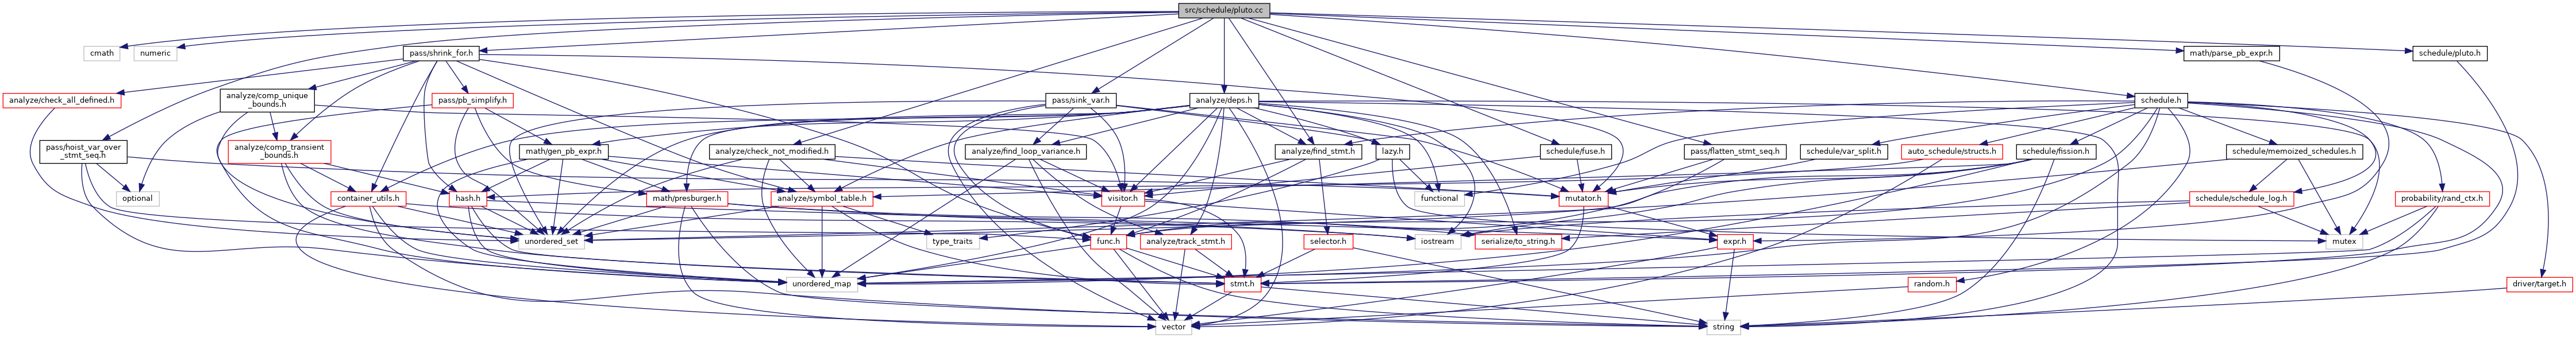 src/schedule/pluto.cc
cmath
numeric
pass/shrink_for.h
math/parse_pb_expr.h
schedule/pluto.h
analyze/check_all_defined.h
analyze/comp_unique
_bounds.h
pass/pb_simplify.h
pass/sink_var.h
analyze/deps.h
schedule.h
pass/hoist_var_over
_stmt_seq.h
analyze/comp_transient
_bounds.h
math/gen_pb_expr.h
analyze/check_not_modified.h
analyze/find_loop_variance.h
analyze/find_stmt.h
lazy.h
schedule/fuse.h
pass/flatten_stmt_seq.h
schedule/var_split.h
auto_schedule/structs.h
schedule/fission.h
schedule/memoized_schedules.h
optional
container_utils.h
hash.h
math/presburger.h
analyze/symbol_table.h
visitor.h
functional
mutator.h
schedule/schedule_log.h
probability/rand_ctx.h
unordered_set
type_traits
func.h
analyze/track_stmt.h
selector.h
iostream
serialize/to_string.h
expr.h
mutex
unordered_map
stmt.h
random.h
driver/target.h
vector
string